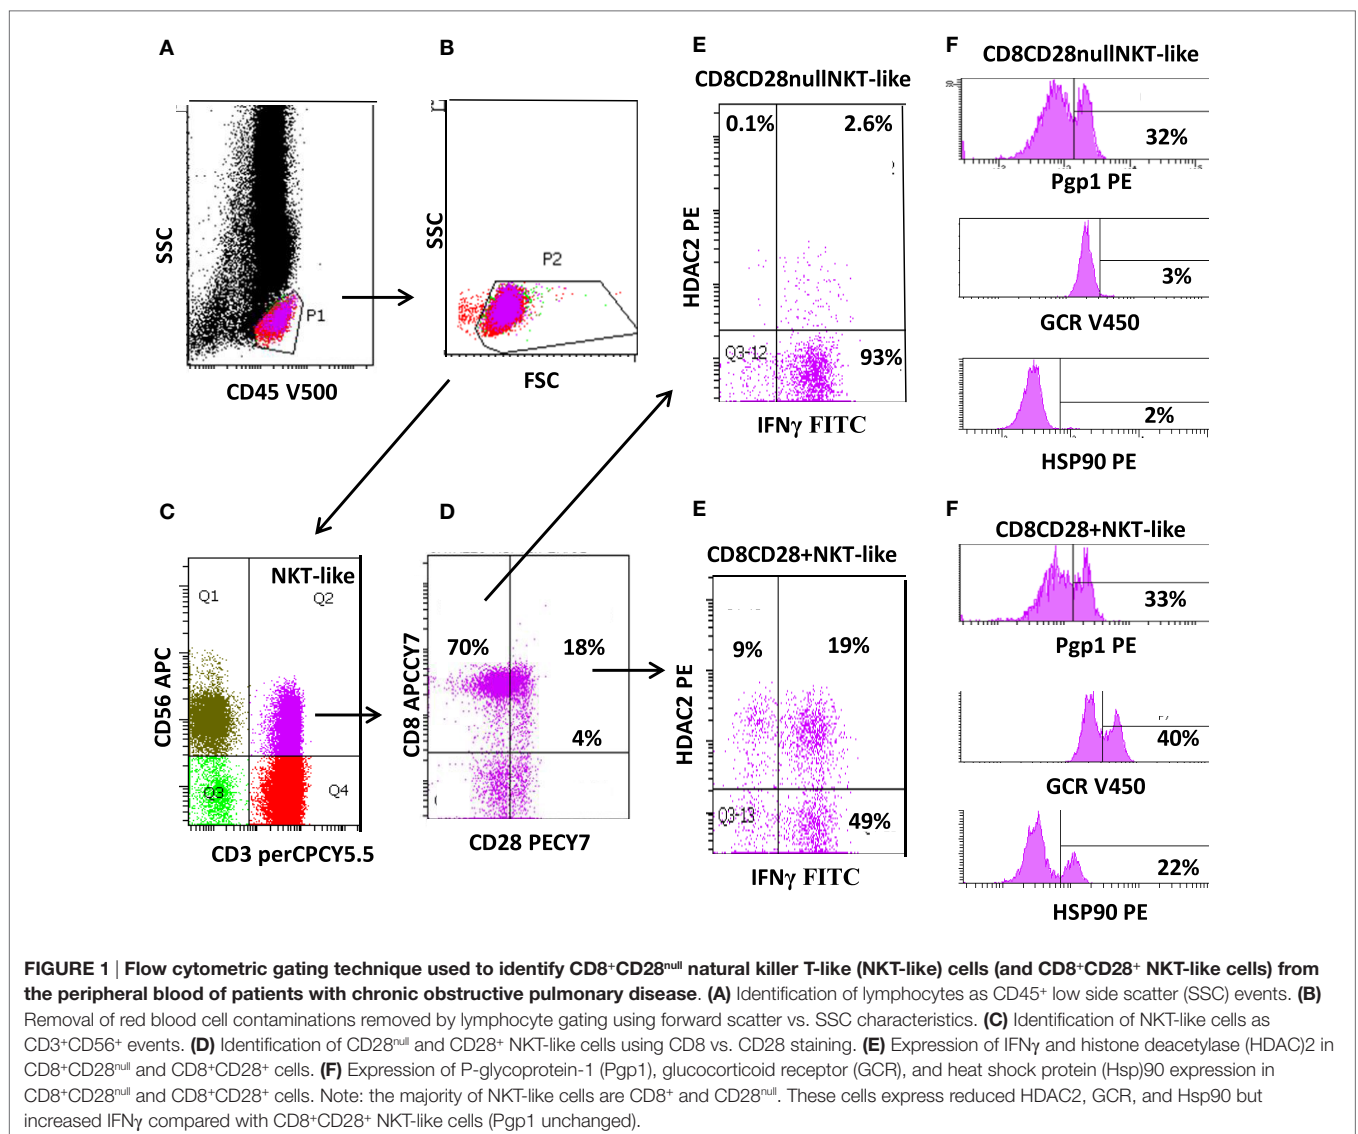 A
SSC
P1
CD45 V500
B
SSC
P2
FSC
E
CD8CD28nullNKT-like
0.1%
2.6%
HDAC2 PE
Q3-12
93%
IFNγ FITC
F
CD8CD28nullNKT-like
32%
Pgp1 PE
3%
GCR V450
2%
HSP90 PE
C
NKT-like
Q1
Q2
CD56 APC
Q3
Q4
CD3 perCPCY5.5
D
70%
18%
CD8 APCCY7
4%
CD28 PECY7
E
CD8CD28+NKT-like
9%
19%
HDAC2 PE
Q3-13
49%
IFNγ FITC
F
CD8CD28+NKT-like
33%
Pgp1 PE
40%
GCR V450
22%
HSP90 PE
FIGURE 1 | Flow cytometric gating technique used to identify CD8⁺CD28ⁿᵘˡˡ natural killer T-like (NKT-like) cells (and CD8⁺CD28⁺ NKT-like cells) from
the peripheral blood of patients with chronic obstructive pulmonary disease. (A) Identification of lymphocytes as CD45⁺ low side scatter (SSC) events. (B)
Removal of red blood cell contaminations removed by lymphocyte gating using forward scatter vs. SSC characteristics. (C) Identification of NKT-like cells as
CD3⁺CD56⁺ events. (D) Identification of CD28ⁿᵘˡˡ and CD28⁺ NKT-like cells using CD8 vs. CD28 staining. (E) Expression of IFNγ and histone deacetylase (HDAC)2 in
CD8⁺CD28ⁿᵘˡˡ and CD8⁺CD28⁺ cells. (F) Expression of P-glycoprotein-1 (Pgp1), glucocorticoid receptor (GCR), and heat shock protein (Hsp)90 expression in
CD8⁺CD28ⁿᵘˡˡ and CD8⁺CD28⁺ cells. Note: the majority of NKT-like cells are CD8⁺ and CD28ⁿᵘˡˡ. These cells express reduced HDAC2, GCR, and Hsp90 but
increased IFNγ compared with CD8⁺CD28⁺ NKT-like cells (Pgp1 unchanged).